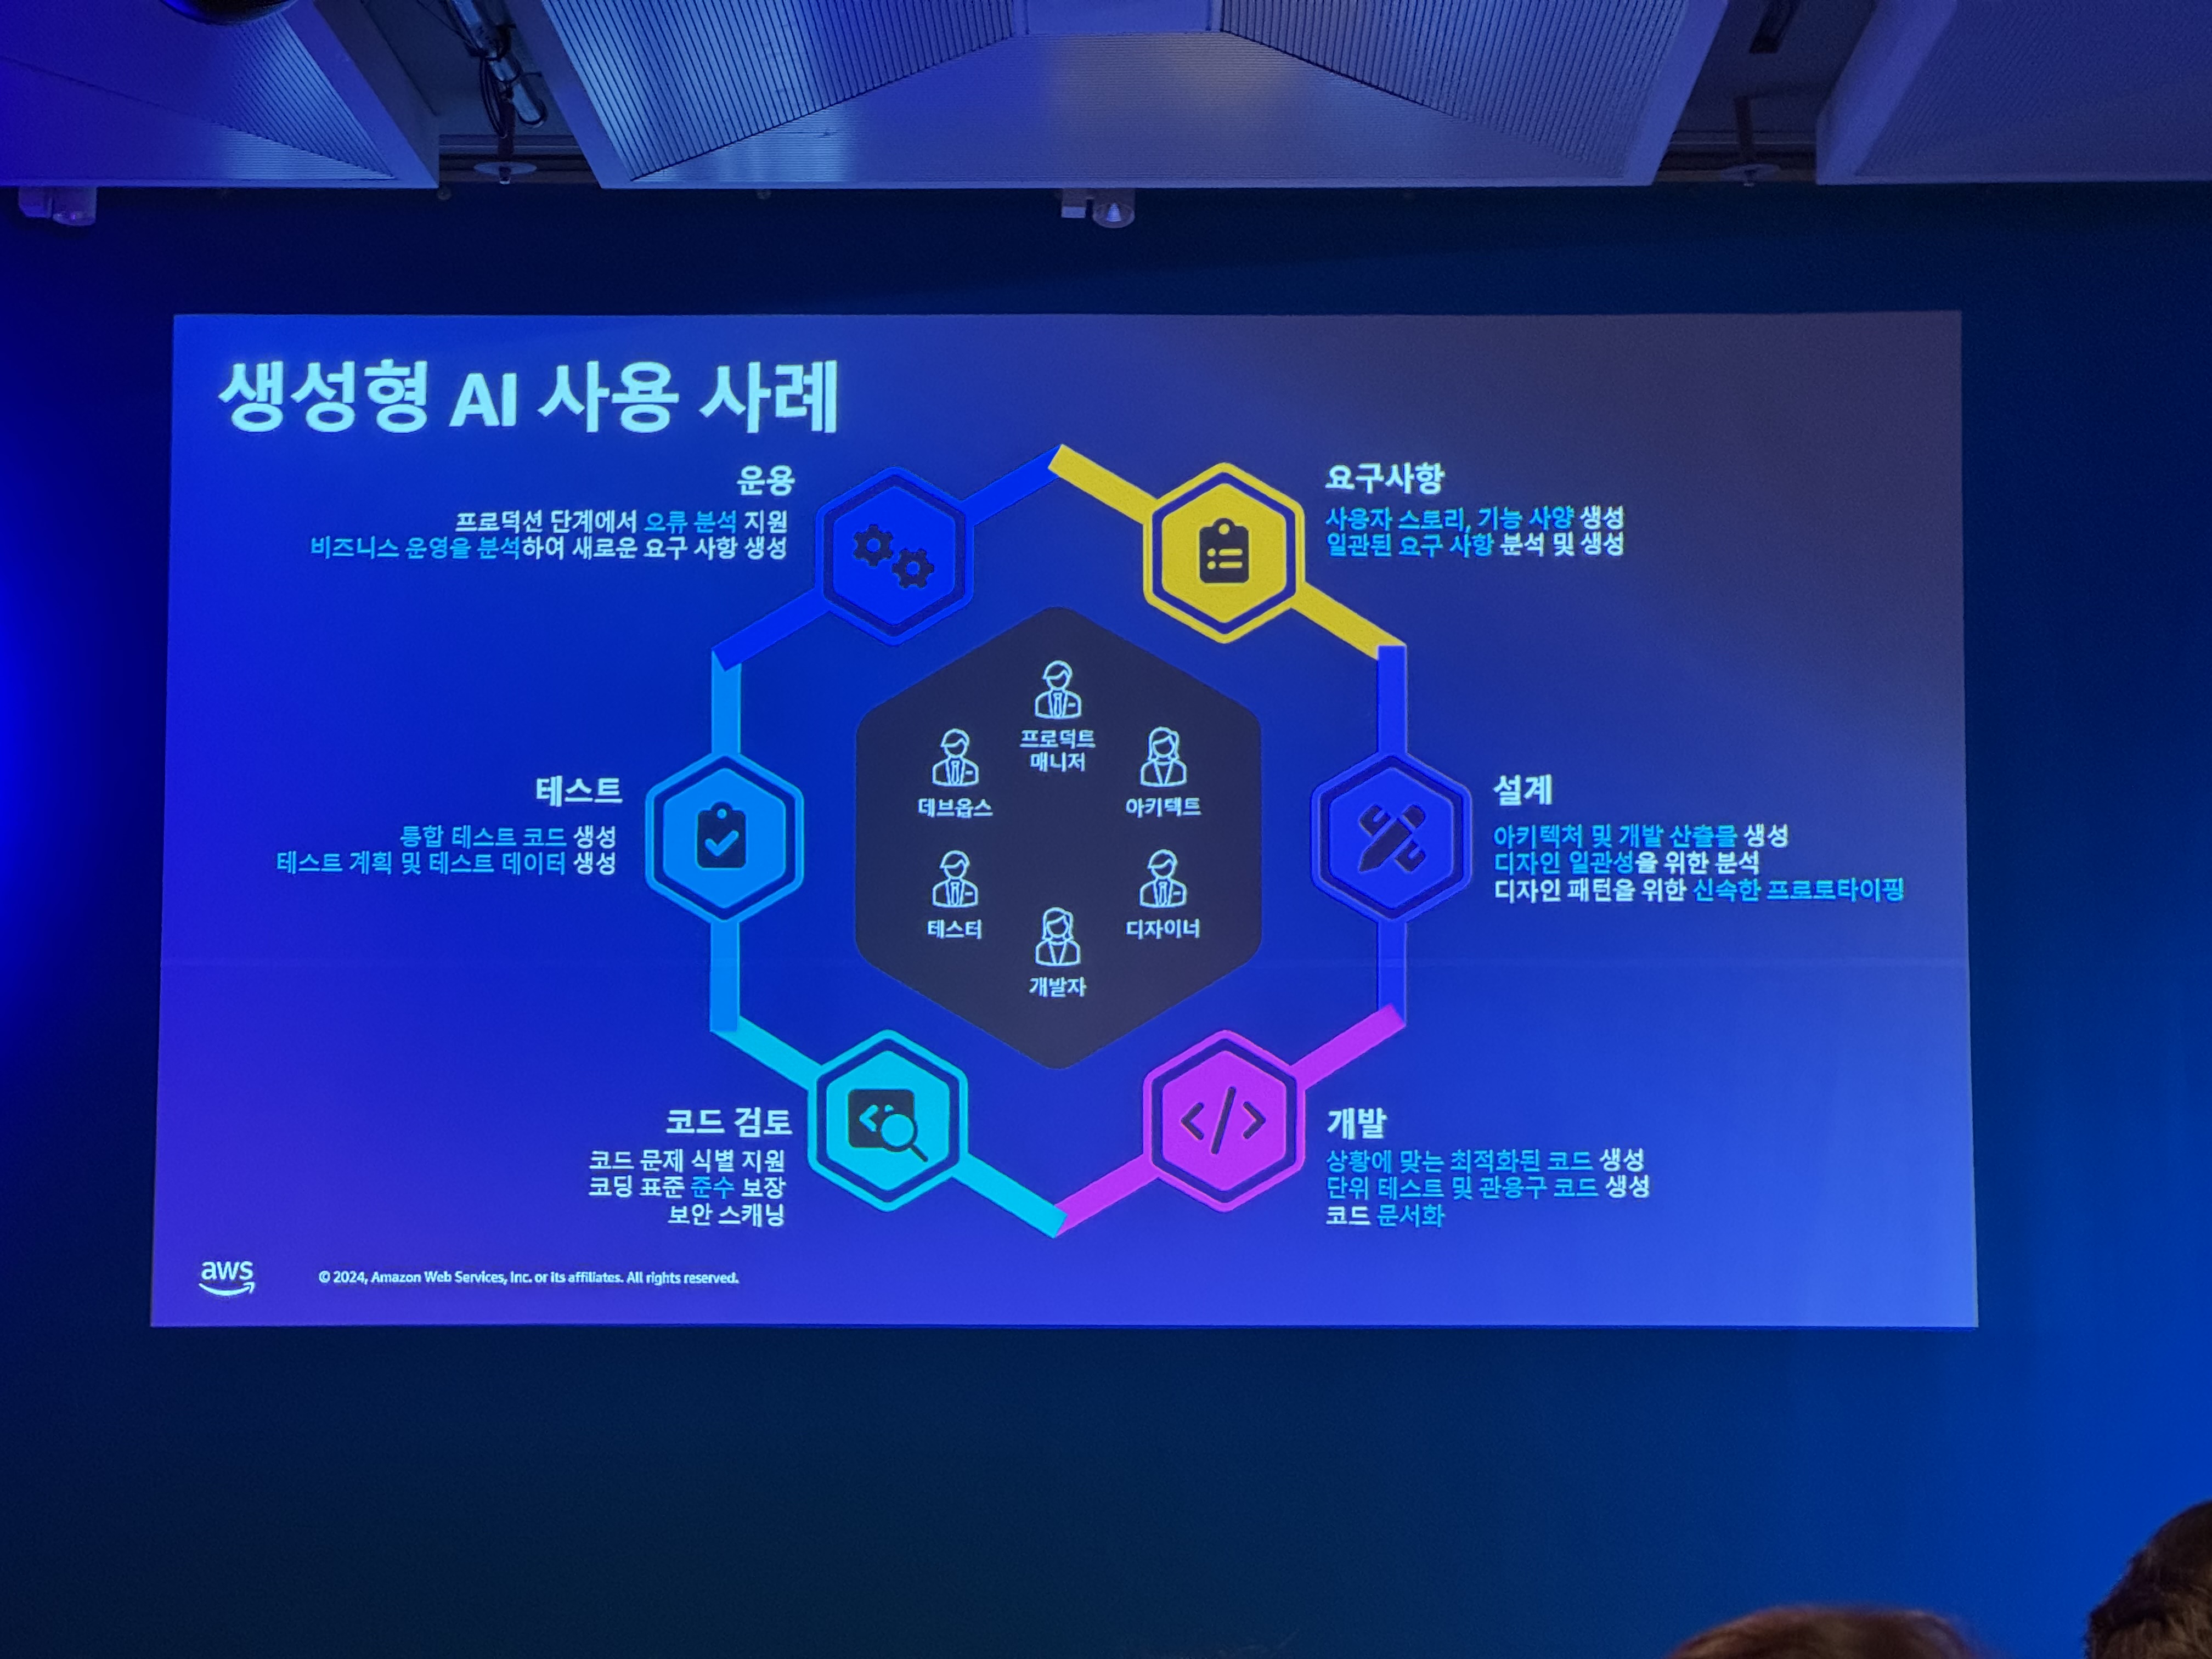 생성형 AI 사용 사례
운용
프로덕션 단계에서 오류 분석 지원
비즈니스 운영을 분석하여 새로운 요구 사항 생성
요구사항
사용자 스토리, 기능 사양 생성
일관된 요구 사항 분석 및 생성
프로덕트
매니저
데브옵스
아키텍트
테스터
디자이너
개발자
테스트
통합 테스트 코드 생성
테스트 계획 및 테스트 데이터 생성
설계
아키텍처 및 개발 산출물 생성
디자인 일관성을 위한 분석
디자인 패턴을 위한 신속한 프로로타이핑
코드 검토
코드 문제 식별 지원
코딩 표준 준수 보장
보안 스캐닝
개발
상황에 맞는 최적화된 코드 생성
단위 테스트 및 관용구 코드 생성
코드 문서화
aws
© 2024, Amazon Web Services, Inc. or its affiliates. All rights reserved.